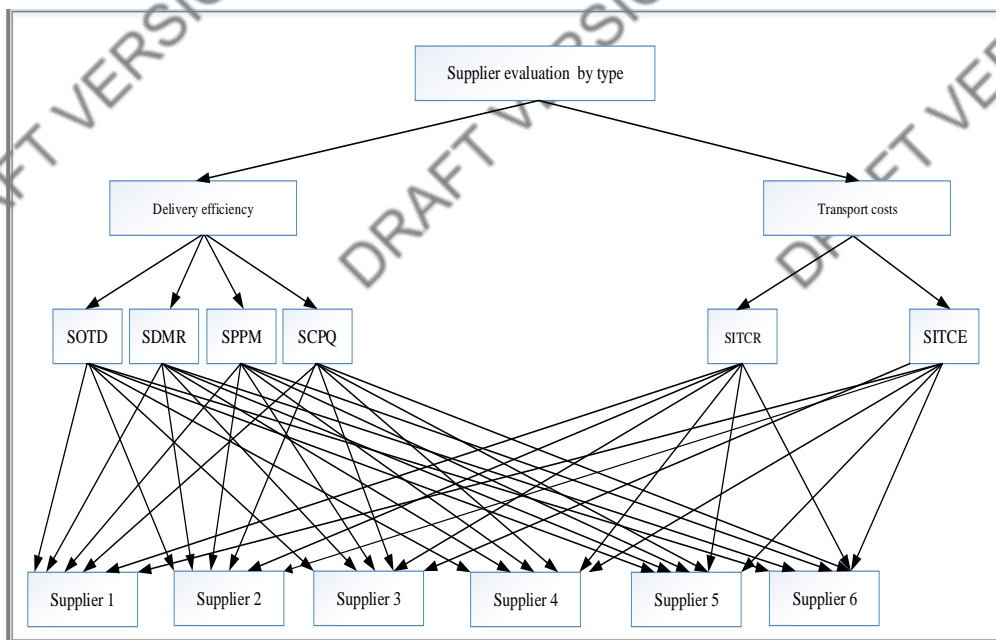 Supplier evaluation by type
Delivery efficiency
Transport costs
SOTD
SDMR
SPPM
SCPQ
SITCR
SITCE
Supplier 1
Supplier 2
Supplier 3
Supplier 4
Supplier 5
Supplier 6
DRAFT VERSION
DRAFT VERSION
DRAFT VERSION